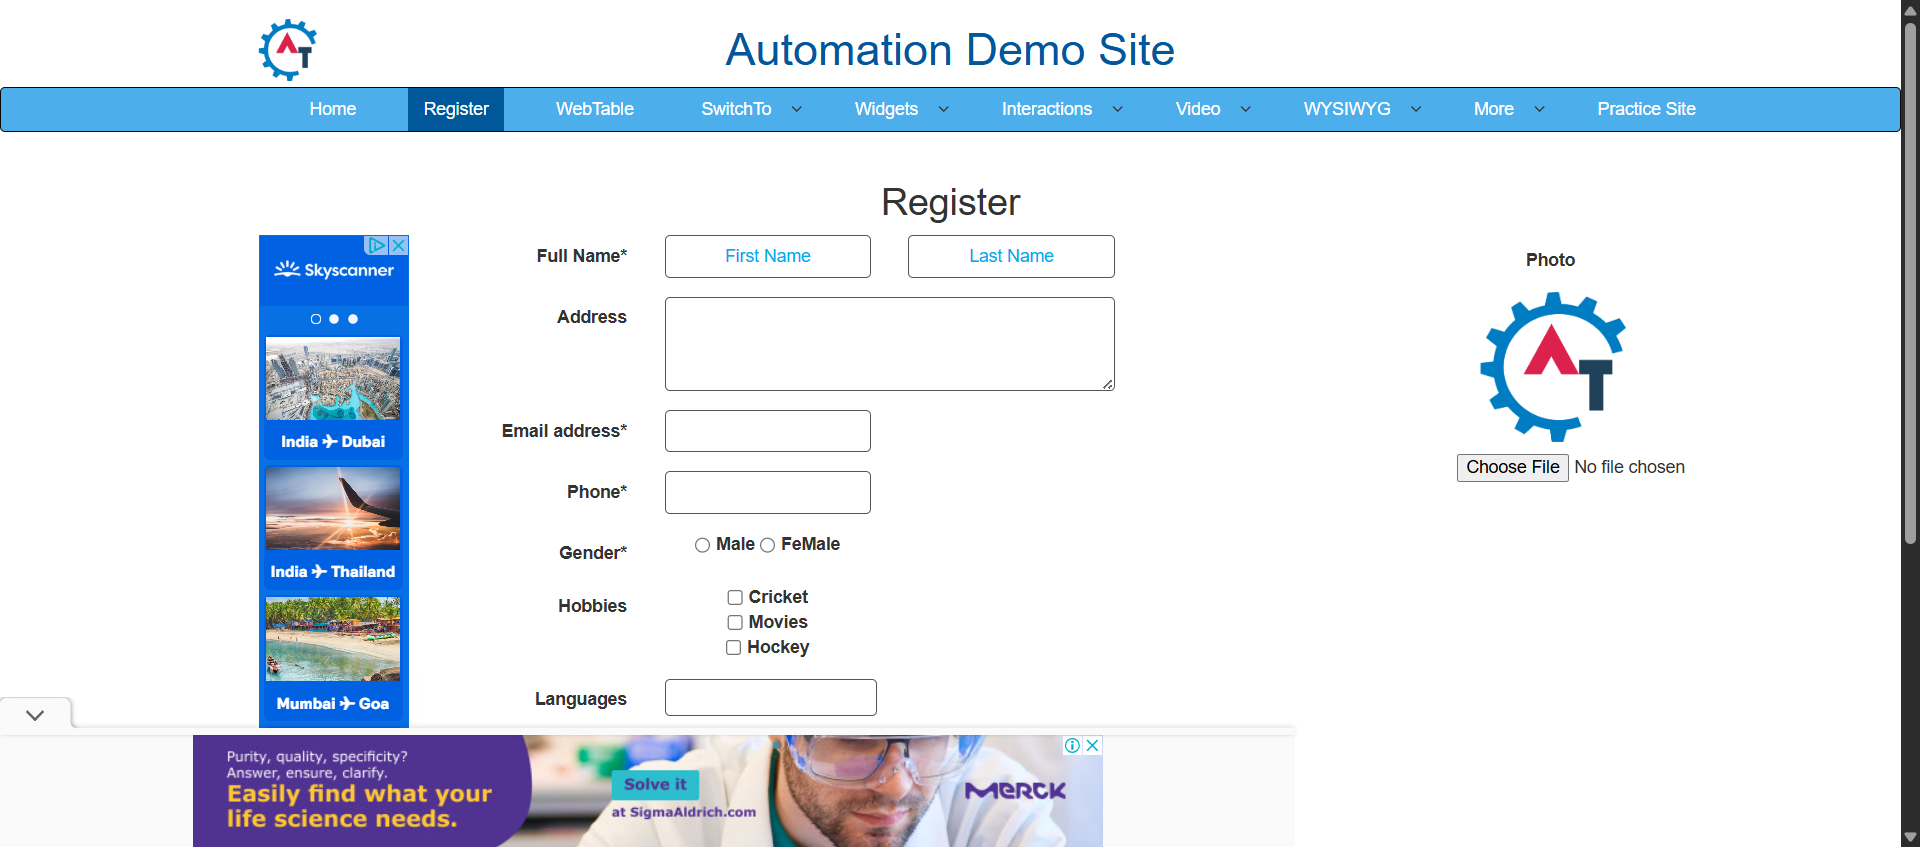 AT
Automation Demo Site
Home Register WebTable SwitchTo Widgets Interactions Video WYSIWYG More Practice Site
Register
Skyscanner
India Dubai
India Thailand
Mumbai Goa
Full Name* First Name Last Name
Address
Email address*
Phone*
Gender* Male FeMale
Hobbies Cricket
Movies
Hockey
Languages
Photo
AT
Choose File No file chosen
Purity, quality, specificity?
Answer, ensure, clarify.
Easily find what your
life science needs.
Solve it
at SigmaAldrich.com
MERCK